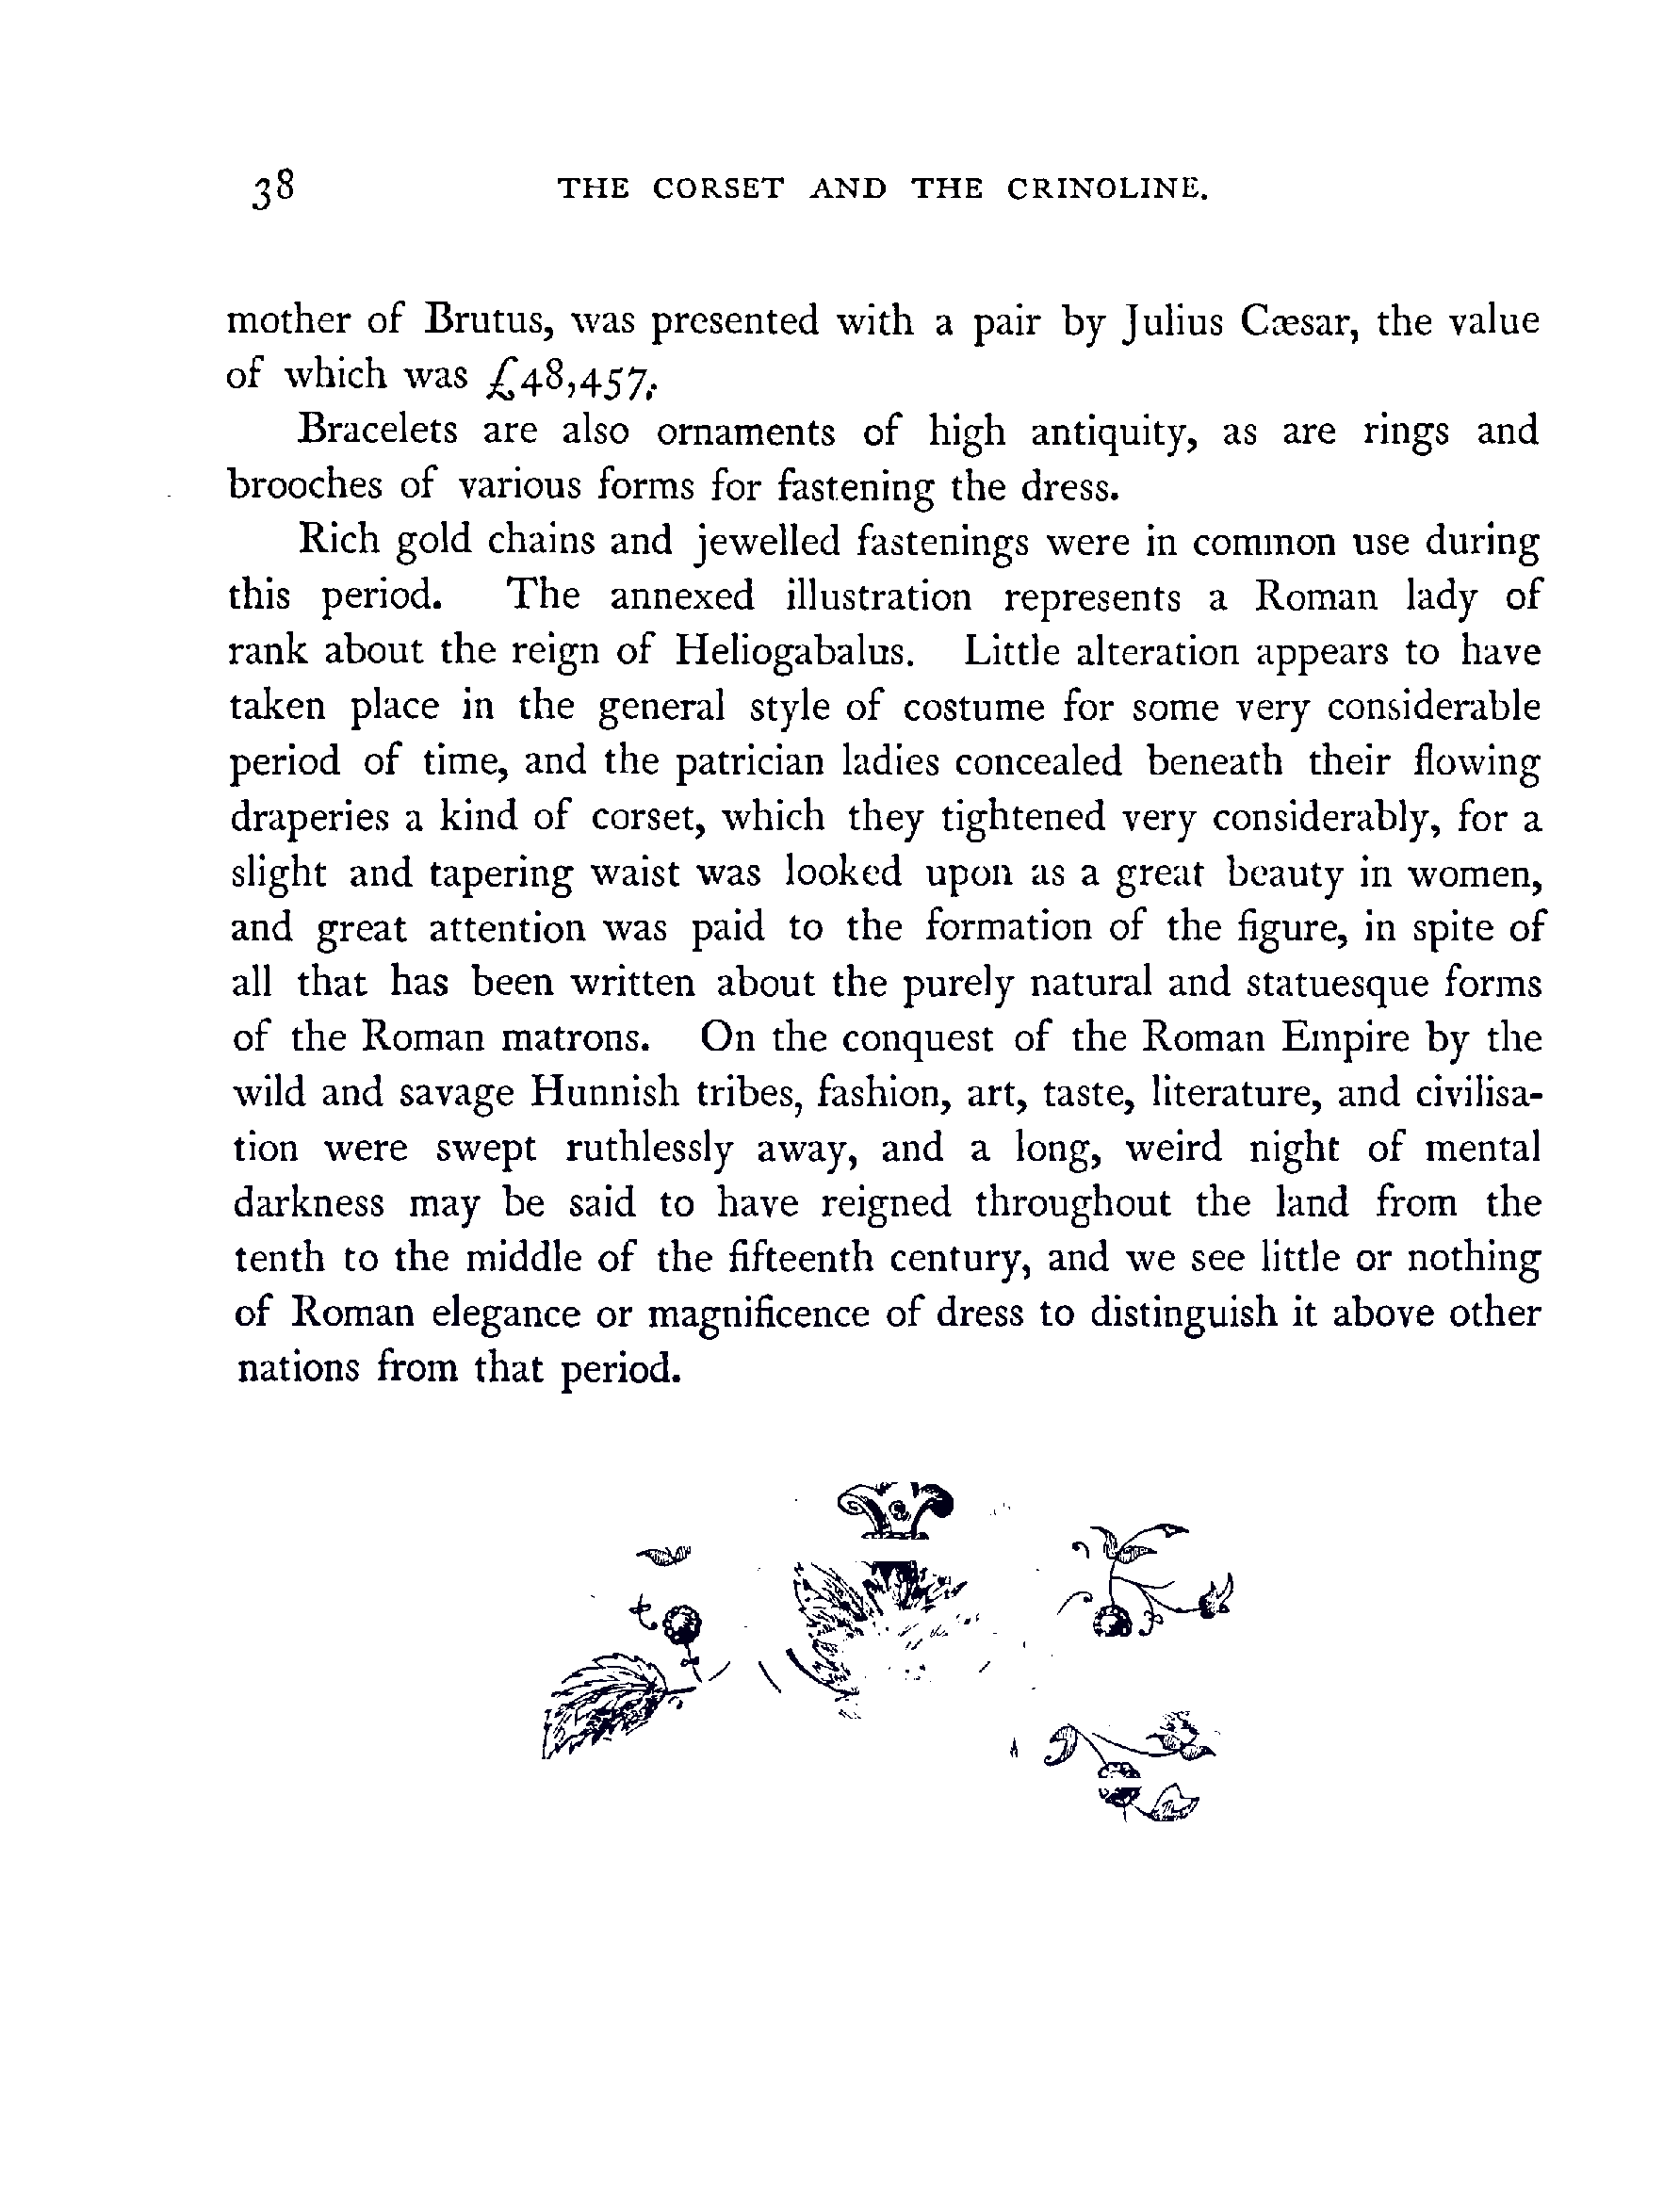 38 THE CORSET AND THE CRINOLINE.
mother of Brutus, was presented with a pair by Julius Cæsar, the value
of which was £48,457.
Bracelets are also ornaments of high antiquity, as are rings and
brooches of various forms for fastening the dress.
Rich gold chains and jewelled fastenings were in common use during
this period. The annexed illustration represents a Roman lady of
rank about the reign of Heliogabalus. Little alteration appears to have
taken place in the general style of costume for some very considerable
period of time, and the patrician ladies concealed beneath their flowing
draperies a kind of corset, which they tightened very considerably, for a
slight and tapering waist was looked upon as a great beauty in women,
and great attention was paid to the formation of the figure, in spite of
all that has been written about the purely natural and statuesque forms
of the Roman matrons. On the conquest of the Roman Empire by the
wild and savage Hunnish tribes, fashion, art, taste, literature, and civilisa-
tion were swept ruthlessly away, and a long, weird night of mental
darkness may be said to have reigned throughout the land from the
tenth to the middle of the fifteenth century, and we see little or nothing
of Roman elegance or magnificence of dress to distinguish it above other
nations from that period.